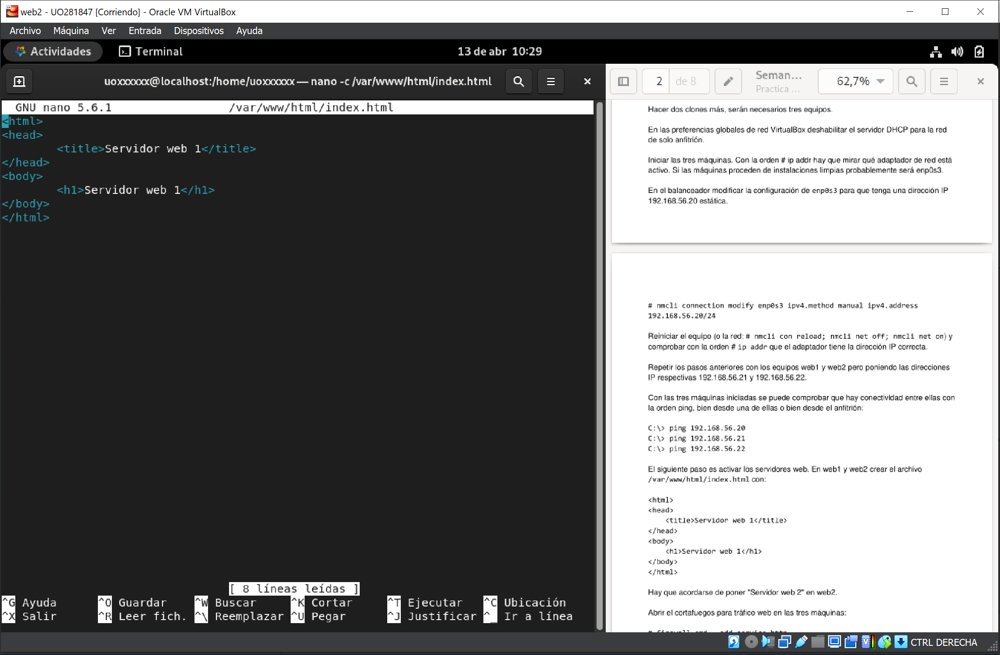 web2 - UO281847 [Corriendo] - Oracle VM VirtualBox
Archivo Máquina Ver Entrada Dispositivos Ayuda
Actividades Terminal 13 de abr 10:29
uoxxxxxx@localhost:/home/uoxxxxxx — nano -c /var/www/html/index.html
GNU nano 5.6.1 /var/www/html/index.html
<html>
<head>
<title>Servidor web 1</title>
</head>
<body>
<h1>Servidor web 1</h1>
</body>
</html>
[ 8 líneas leídas ]
^G Ayuda ^O Guardar ^W Buscar ^K Cortar ^T Ejecutar ^C Ubicación
^X Salir ^R Leer fich. ^\ Reemplazar ^U Pegar ^J Justificar ^_ Ir a línea
2 de 8 Seman... 62,7%
Practica ...
Hacer dos clones más, serán necesarios tres equipos.
En las preferencias globales de red VirtualBox deshabilitar el servidor DHCP para la red
de solo anfitrión.
Iniciar las tres máquinas. Con la orden # ip addr hay que mirar qué adaptador de red está
activo. Si las máquinas proceden de instalaciones limpias probablemente será enp0s3.
En el balanceador modificar la configuración de enp0s3 para que tenga una dirección IP
192.168.56.20 estática.
# nmcli connection modify enp0s3 ipv4.method manual ipv4.address
192.168.56.20/24
Reiniciar el equipo (o la red: # nmcli con reload; nmcli net off; nmcli net on) y
comprobar con la orden # ip addr que el adaptador tiene la dirección IP correcta.
Repetir los pasos anteriores con los equipos web1 y web2 pero poniendo las direcciones
IP respectivas 192.168.56.21 y 192.168.56.22.
Con las tres máquinas iniciadas se puede comprobar que hay conectividad entre ellas con
la orden ping, bien desde una de ellas o bien desde el anfitrión:
C:\> ping 192.168.56.20
C:\> ping 192.168.56.21
C:\> ping 192.168.56.22
El siguiente paso es activar los servidores web. En web1 y web2 crear el archivo
/var/www/html/index.html con:
<html>
<head>
<title>Servidor web 1</title>
</head>
<body>
<h1>Servidor web 1</h1>
</body>
</html>
Hay que acordarse de poner "Servidor web 2" en web2.
Abrir el cortafuegos para tráfico web en las tres máquinas:
CTRL DERECHA